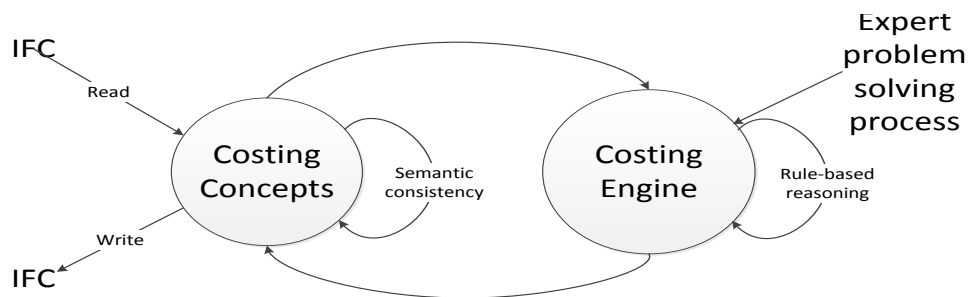 IFC
Read
Costing
Concepts
Semantic
consistency
Write
IFC
Expert
problem
solving
process
Costing
Engine
Rule-based
reasoning